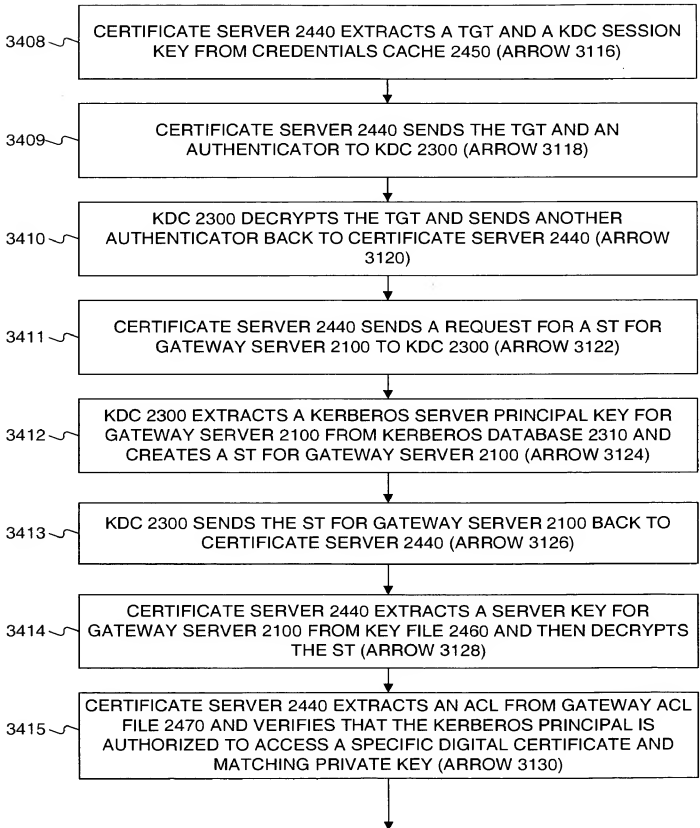 3408
CERTIFICATE SERVER 2440 EXTRACTS A TGT AND A KDC SESSION
KEY FROM CREDENTIALS CACHE 2450 (ARROW 3116)
3409
CERTIFICATE SERVER 2440 SENDS THE TGT AND AN
AUTHENTICATOR TO KDC 2300 (ARROW 3118)
3410
KDC 2300 DECRYPTS THE TGT AND SENDS ANOTHER
AUTHENTICATOR BACK TO CERTIFICATE SERVER 2440 (ARROW
3120)
3411
CERTIFICATE SERVER 2440 SENDS A REQUEST FOR A ST FOR
GATEWAY SERVER 2100 TO KDC 2300 (ARROW 3122)
3412
KDC 2300 EXTRACTS A KERBEROS SERVER PRINCIPAL KEY FOR
GATEWAY SERVER 2100 FROM KERBEROS DATABASE 2310 AND
CREATES A ST FOR GATEWAY SERVER 2100 (ARROW 3124)
3413
KDC 2300 SENDS THE ST FOR GATEWAY SERVER 2100 BACK TO
CERTIFICATE SERVER 2440 (ARROW 3126)
3414
CERTIFICATE SERVER 2440 EXTRACTS A SERVER KEY FOR
GATEWAY SERVER 2100 FROM KEY FILE 2460 AND THEN DECRYPTS
THE ST (ARROW 3128)
3415
CERTIFICATE SERVER 2440 EXTRACTS AN ACL FROM GATEWAY ACL
FILE 2470 AND VERIFIES THAT THE KERBEROS PRINCIPAL IS
AUTHORIZED TO ACCESS A SPECIFIC DIGITAL CERTIFICATE AND
MATCHING PRIVATE KEY (ARROW 3130)